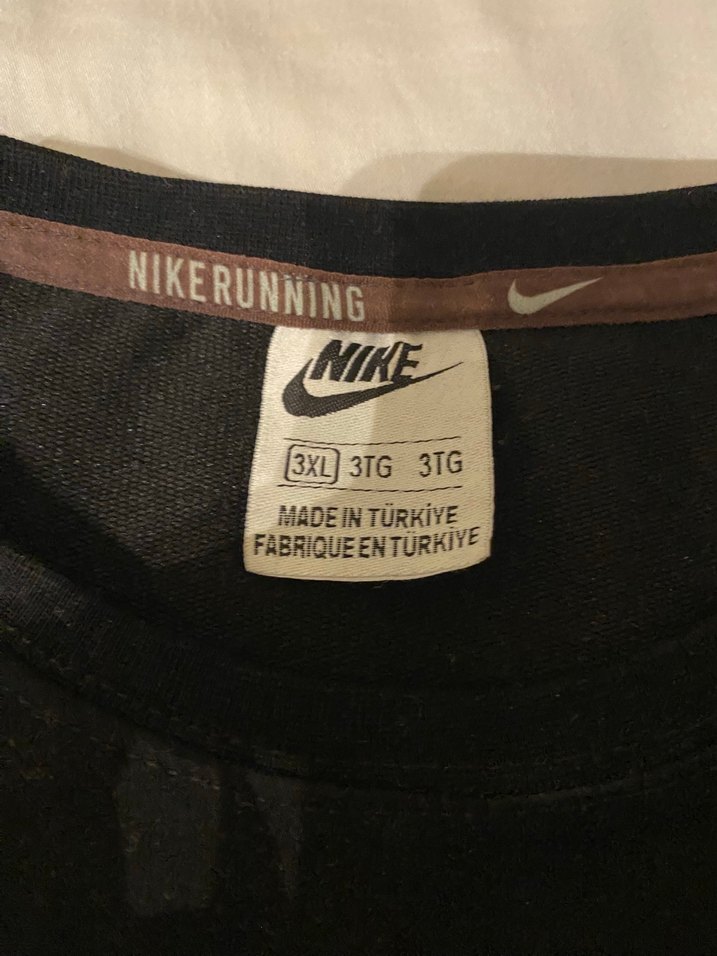 NIKERUNNING
NIKE
3XL 3TG 3TG
MADE IN TÜRKİYE
FABRIQUE EN TÜRKİYE